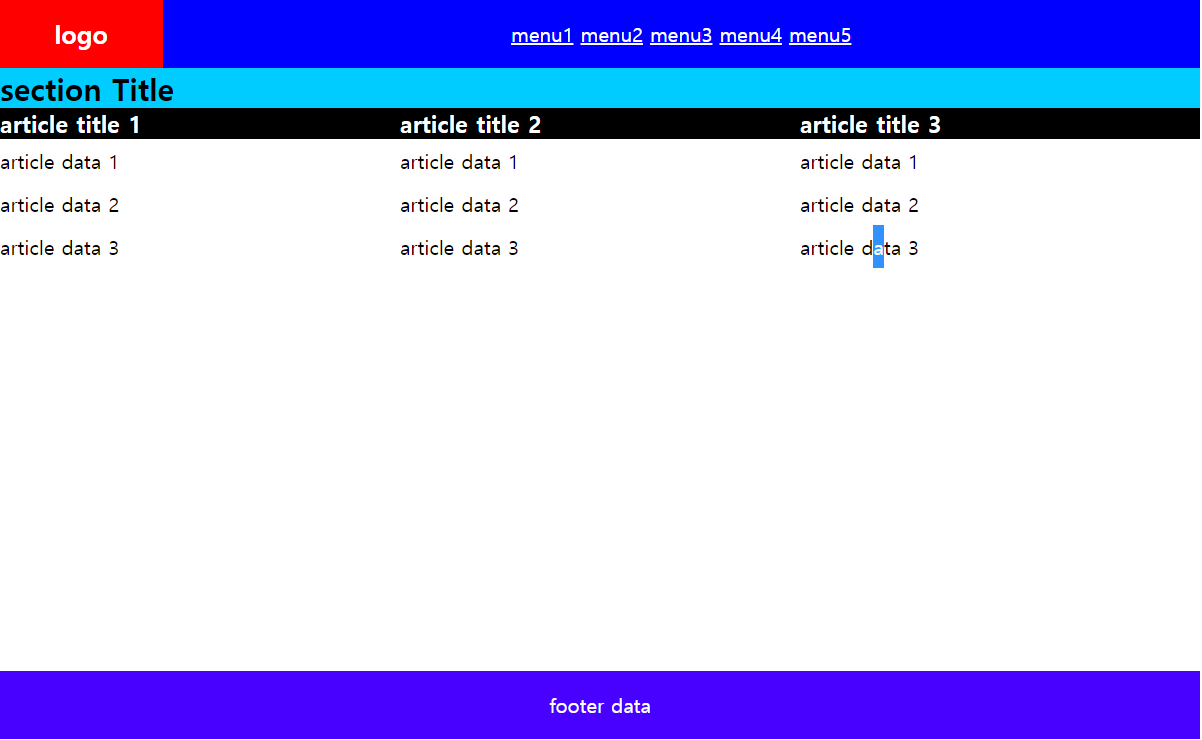 logo
menu1 menu2 menu3 menu4 menu5
section Title
article title 1
article data 1
article data 2
article data 3
article title 2
article data 1
article data 2
article data 3
article title 3
article data 1
article data 2
article data 3
footer data